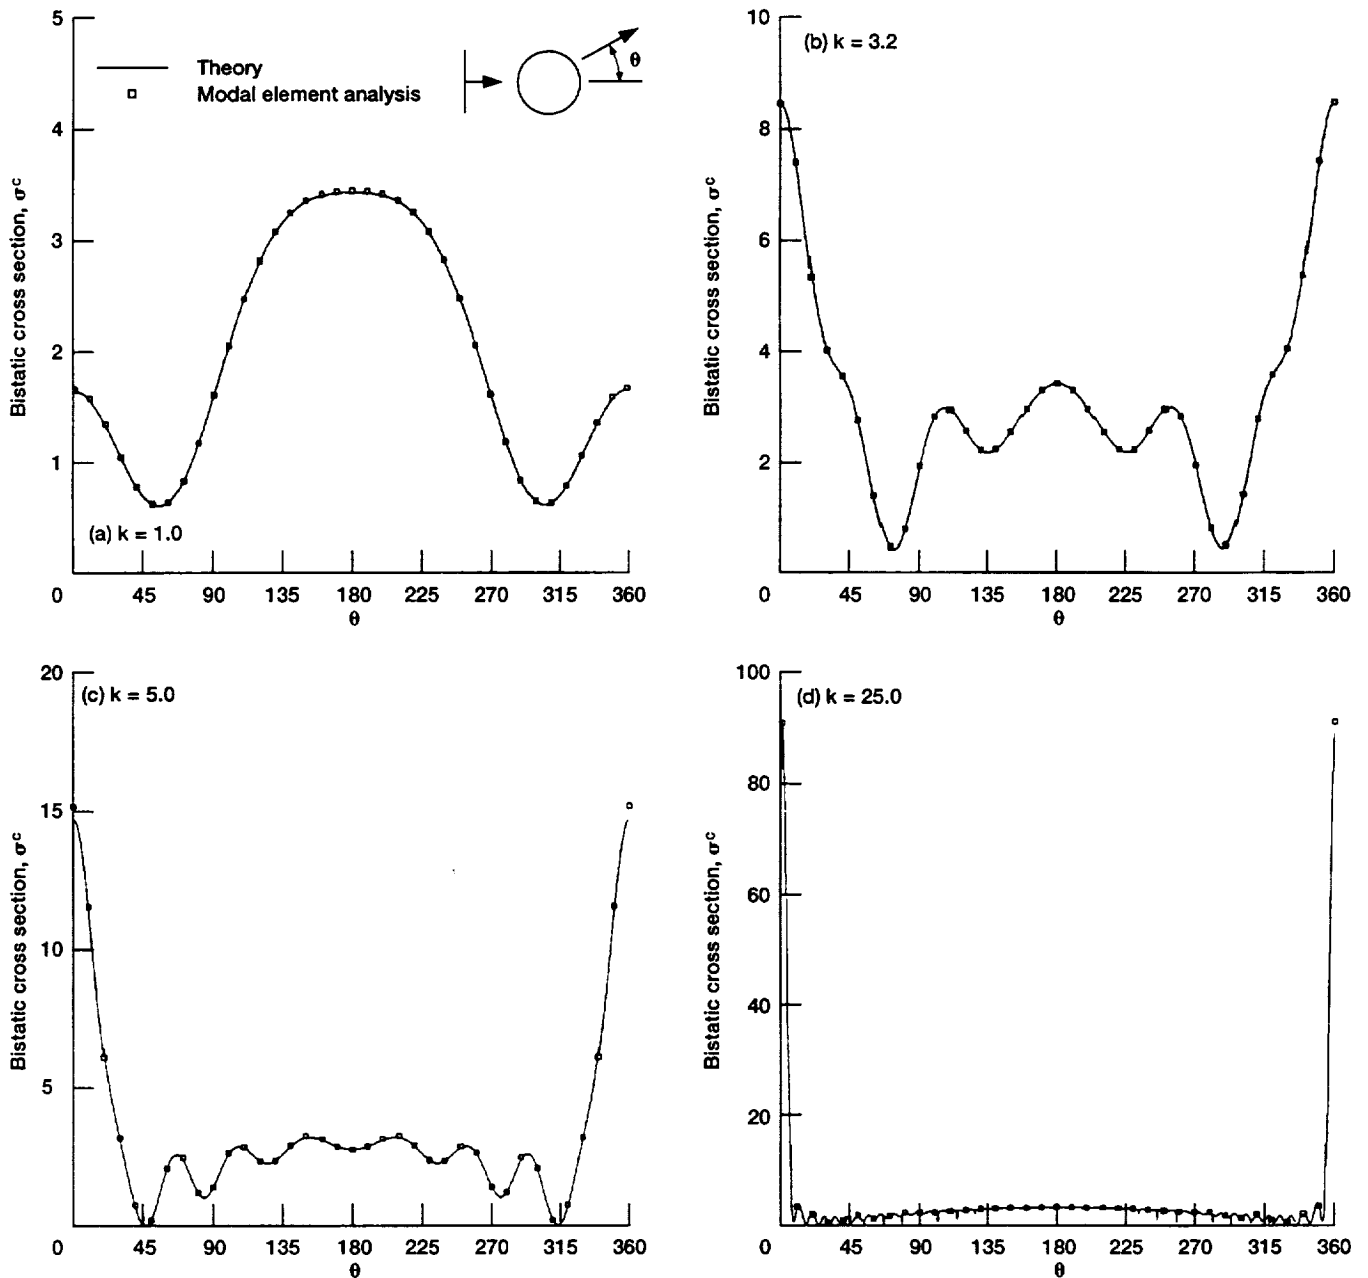 5
4
3
2
1
Bistatic cross section, σᶜ
Theory
Modal element analysis
θ
(a) k = 1.0
0 45 90 135 180 225 270 315 360
θ
10
8
6
4
2
Bistatic cross section, σᶜ
(b) k = 3.2
0 45 90 135 180 225 270 315 360
θ
20
15
10
5
Bistatic cross section, σᶜ
(c) k = 5.0
0 45 90 135 180 225 270 315 360
θ
100
80
60
40
20
Bistatic cross section, σᶜ
(d) k = 25.0
0 45 90 135 180 225 270 315 360
θ